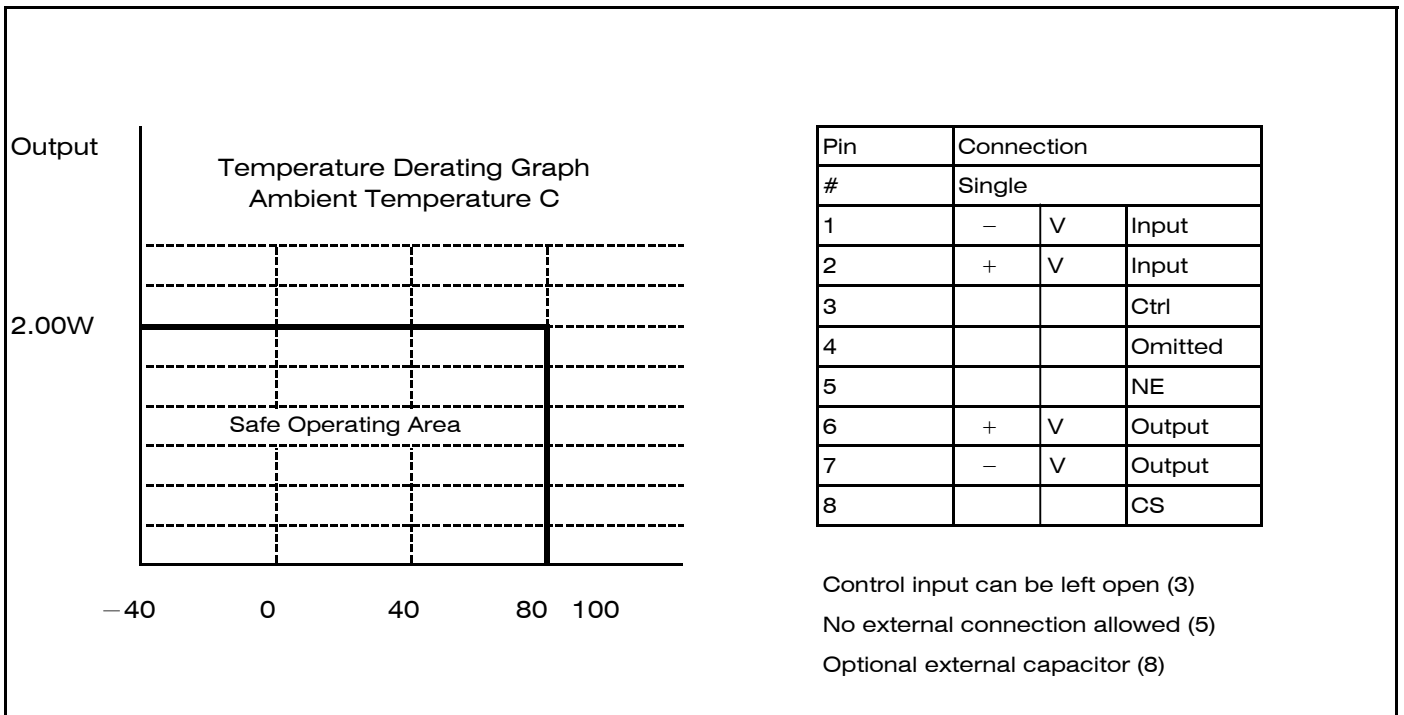 Output
Temperature Derating Graph
Ambient Temperature C
2.00W
Safe Operating Area
−40 0 40 80 100
Pin Connection
# Single
1 − V Input
2 + V Input
3 Ctrl
4 Omitted
5 NE
6 + V Output
7 − V Output
8 CS
Control input can be left open (3)
No external connection allowed (5)
Optional external capacitor (8)